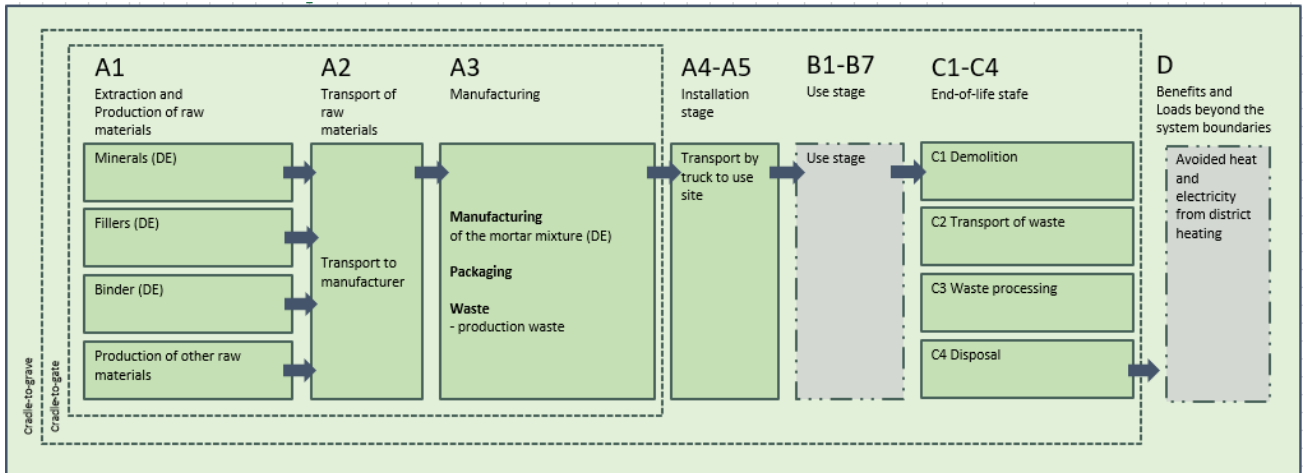 A1
Extraction and
Production of raw
materials
Minerals (DE)
Fillers (DE)
Binder (DE)
Production of other raw
materials
A2
Transport of
raw
materials
Transport to
manufacturer
A3
Manufacturing
Manufacturing
of the mortar mixture (DE)
Packaging
Waste
- production waste
A4-A5
Installation
stage
Transport by
truck to use
site
B1-B7
Use stage
Use stage
C1-C4
End-of-life stafe
C1 Demolition
C2 Transport of waste
C3 Waste processing
C4 Disposal
D
Benefits and
Loads beyond the
system boundaries
Avoided heat
and
electricity
from district
heating
Cradle-to-grave
Cradle-to-gate